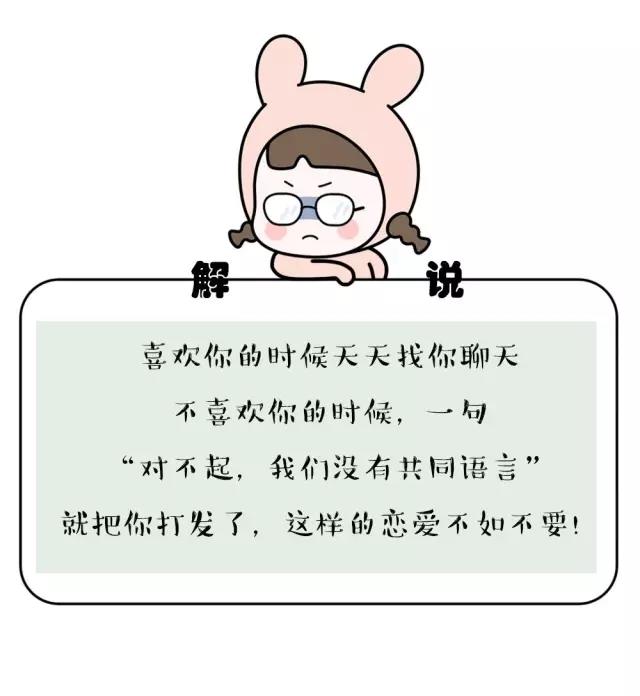 解 说
喜欢你的时候天天找你聊天
不喜欢你的时候，一句
“对不起，我们没有共同语言”
就把你打发了，这样的恋爱不如不要！